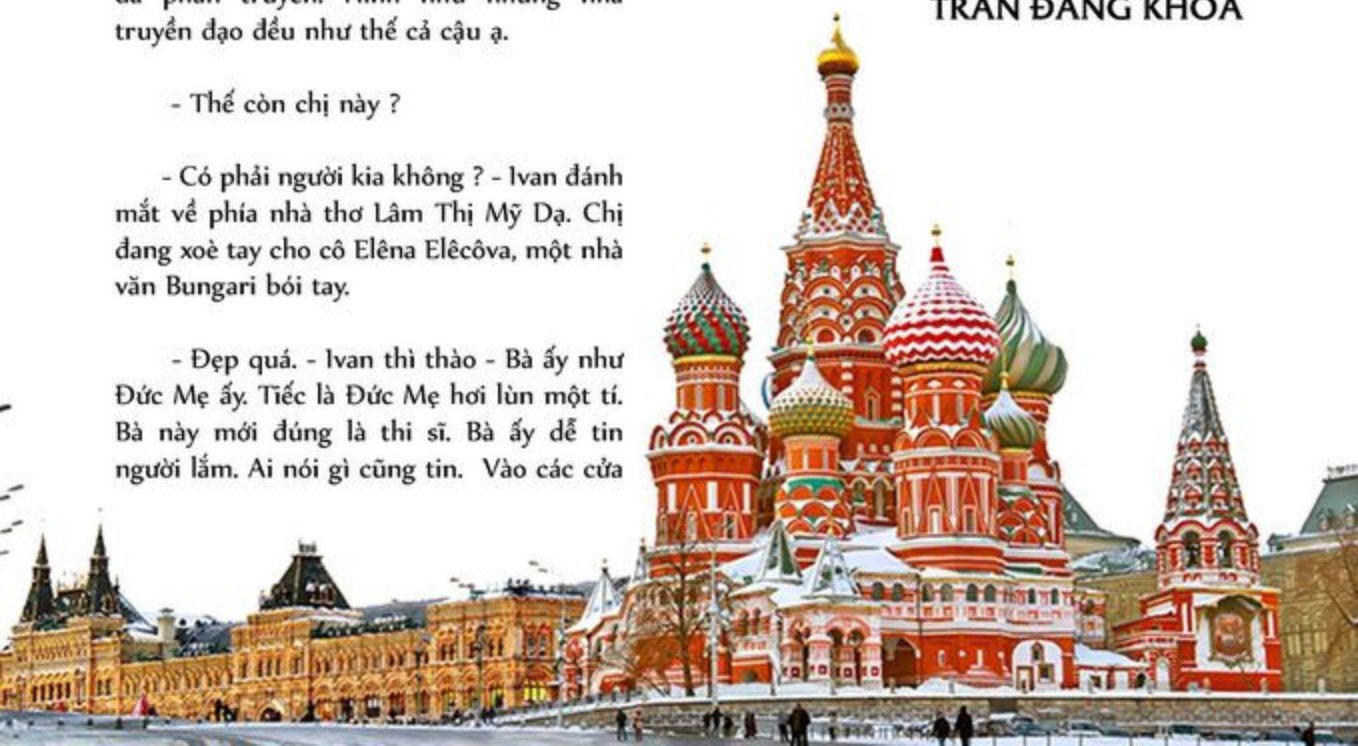 truyền đạo đều như thế cả cậu ạ.
- Thế còn chị này ?
- Có phải người kia không ? - Ivan đánh
mắt về phía nhà thơ Lâm Thị Mỹ Dạ. Chị
đang xoè tay cho cô Elêna Elêcôva, một nhà
văn Bungari bói tay.
- Đẹp quá. - Ivan thì thào - Bà ấy như
Đức Mẹ ấy. Tiếc là Đức Mẹ hơi lùn một tí.
Bà này mới đúng là thi sĩ. Bà ấy dễ tin
người lắm. Ai nói gì cũng tin. Vào các cửa
TRẦN ĐĂNG KHOA